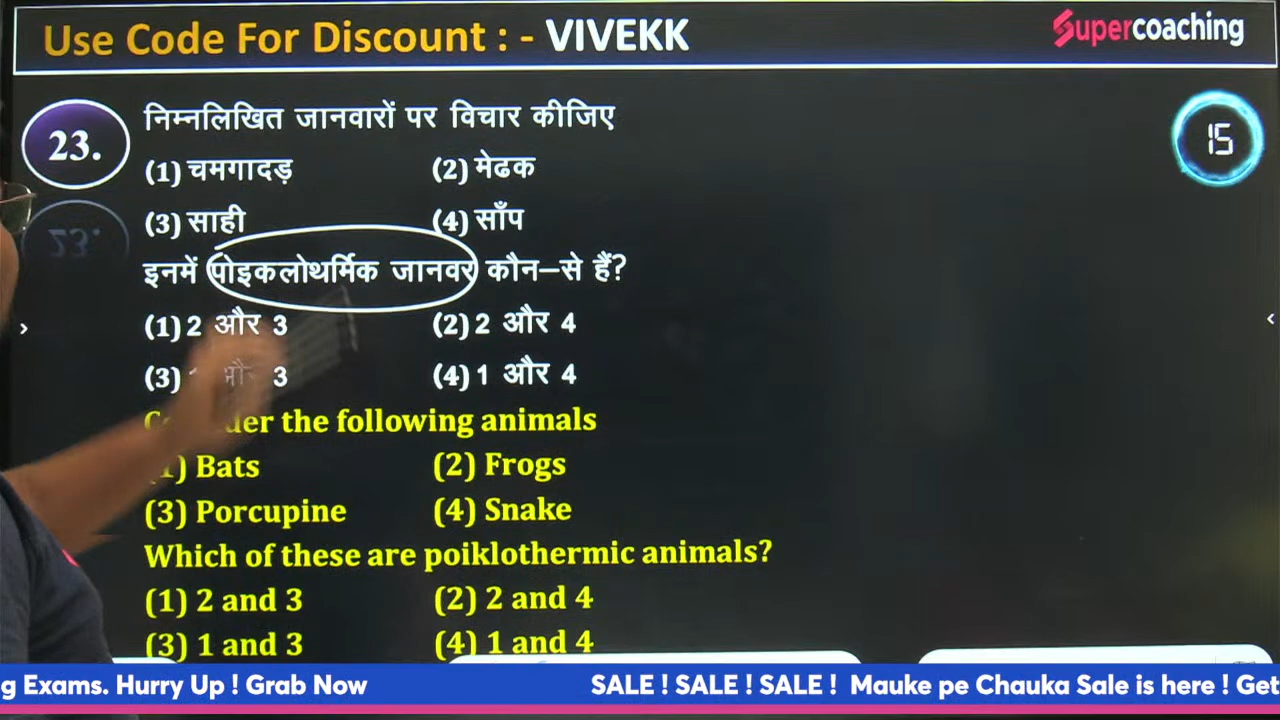 Use Code For Discount : - VIVEKK
Supercoaching
23.
15
निम्नलिखित जानवारों पर विचार कीजिए
(1) चमगादड़ (2) मेढक
(3) साही (4) साँप
इनमें पोइकलोथर्मिक जानवर कौन–से हैं?
(1) 2 और 3 (2) 2 और 4
(3) 3 (4) 1 और 4
the following animals
Bats (2) Frogs
(3) Porcupine (4) Snake
Which of these are poiklothermic animals?
(1) 2 and 3 (2) 2 and 4
(3) 1 and 3 (4) 1 and 4
g Exams. Hurry Up ! Grab Now SALE ! SALE ! SALE ! Mauke pe Chauka Sale is here ! Get